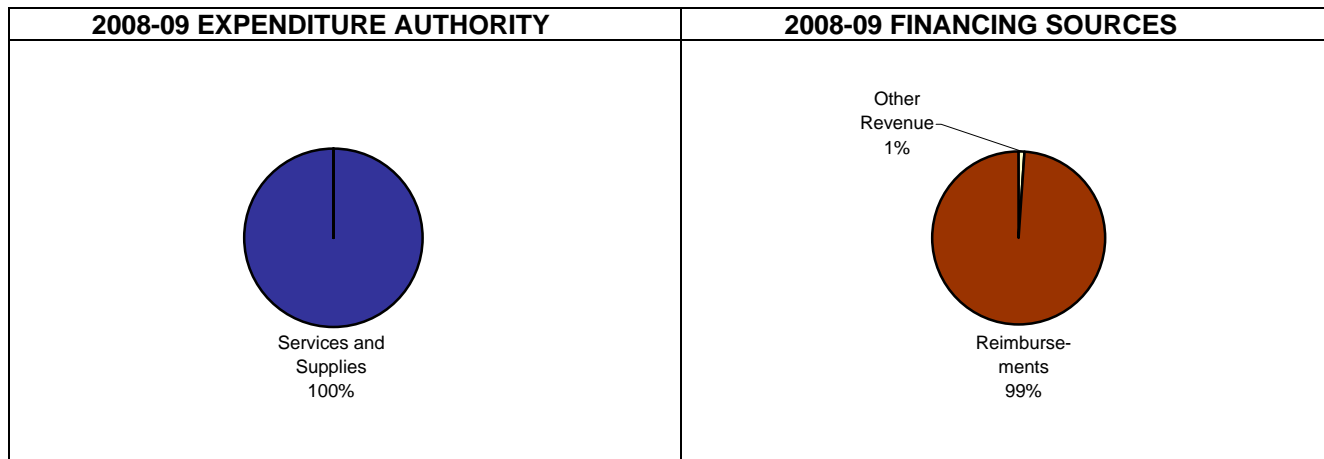 2008-09 EXPENDITURE AUTHORITY
2008-09 FINANCING SOURCES
Services and
Supplies
100%
Other
Revenue
1%
Reimburse-
ments
99%